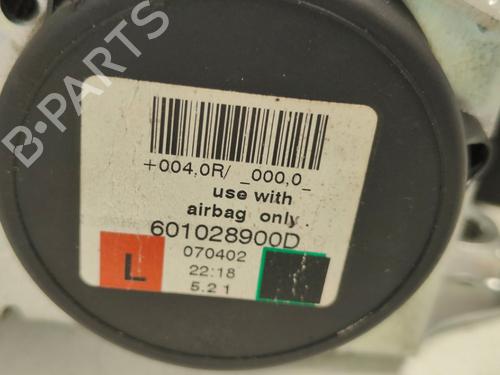 B-PARTS
+004,0R/ _000,0_
use with
airbag only.
601028900D
L
070402
22:18
5.2 1